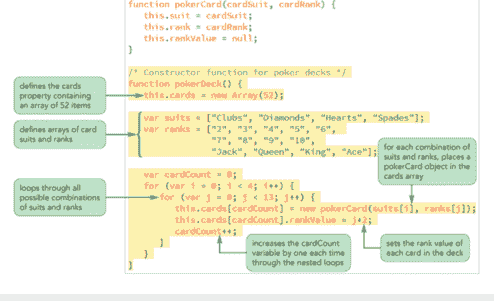 function pokerCard(cardSuit, cardRank) {
this.suit = cardSuit;
this.rank = cardRank;
this.rankValue = null;
}
/* Constructor function for poker decks */
function pokerDeck() {
this.cards = new Array(52);
defines the cards
property containing
an array of 52 items
var suits = ["Clubs", "Diamonds", "Hearts", "Spades"];
var ranks = ["2", "3", "4", "5", "6",
"7", "8", "9", "10",
"Jack", "Queen", "King", "Ace"];
defines arrays of card
suits and ranks
for each combination of
suits and ranks, places a
pokerCard object in the
cards array
var cardCount = 0;
for (var i = 0; i < 4; i++) {
for (var j = 0; j < 13; j++) {
this.cards[cardCount] = new pokerCard(suits[i], ranks[j]);
this.cards[cardCount].rankValue = j+2;
cardCount++;
}
}
}
loops through all
possible combinations
of suits and ranks
increases the cardCount
variable by one each time
through the nested loops
sets the rank value of
each card in the deck